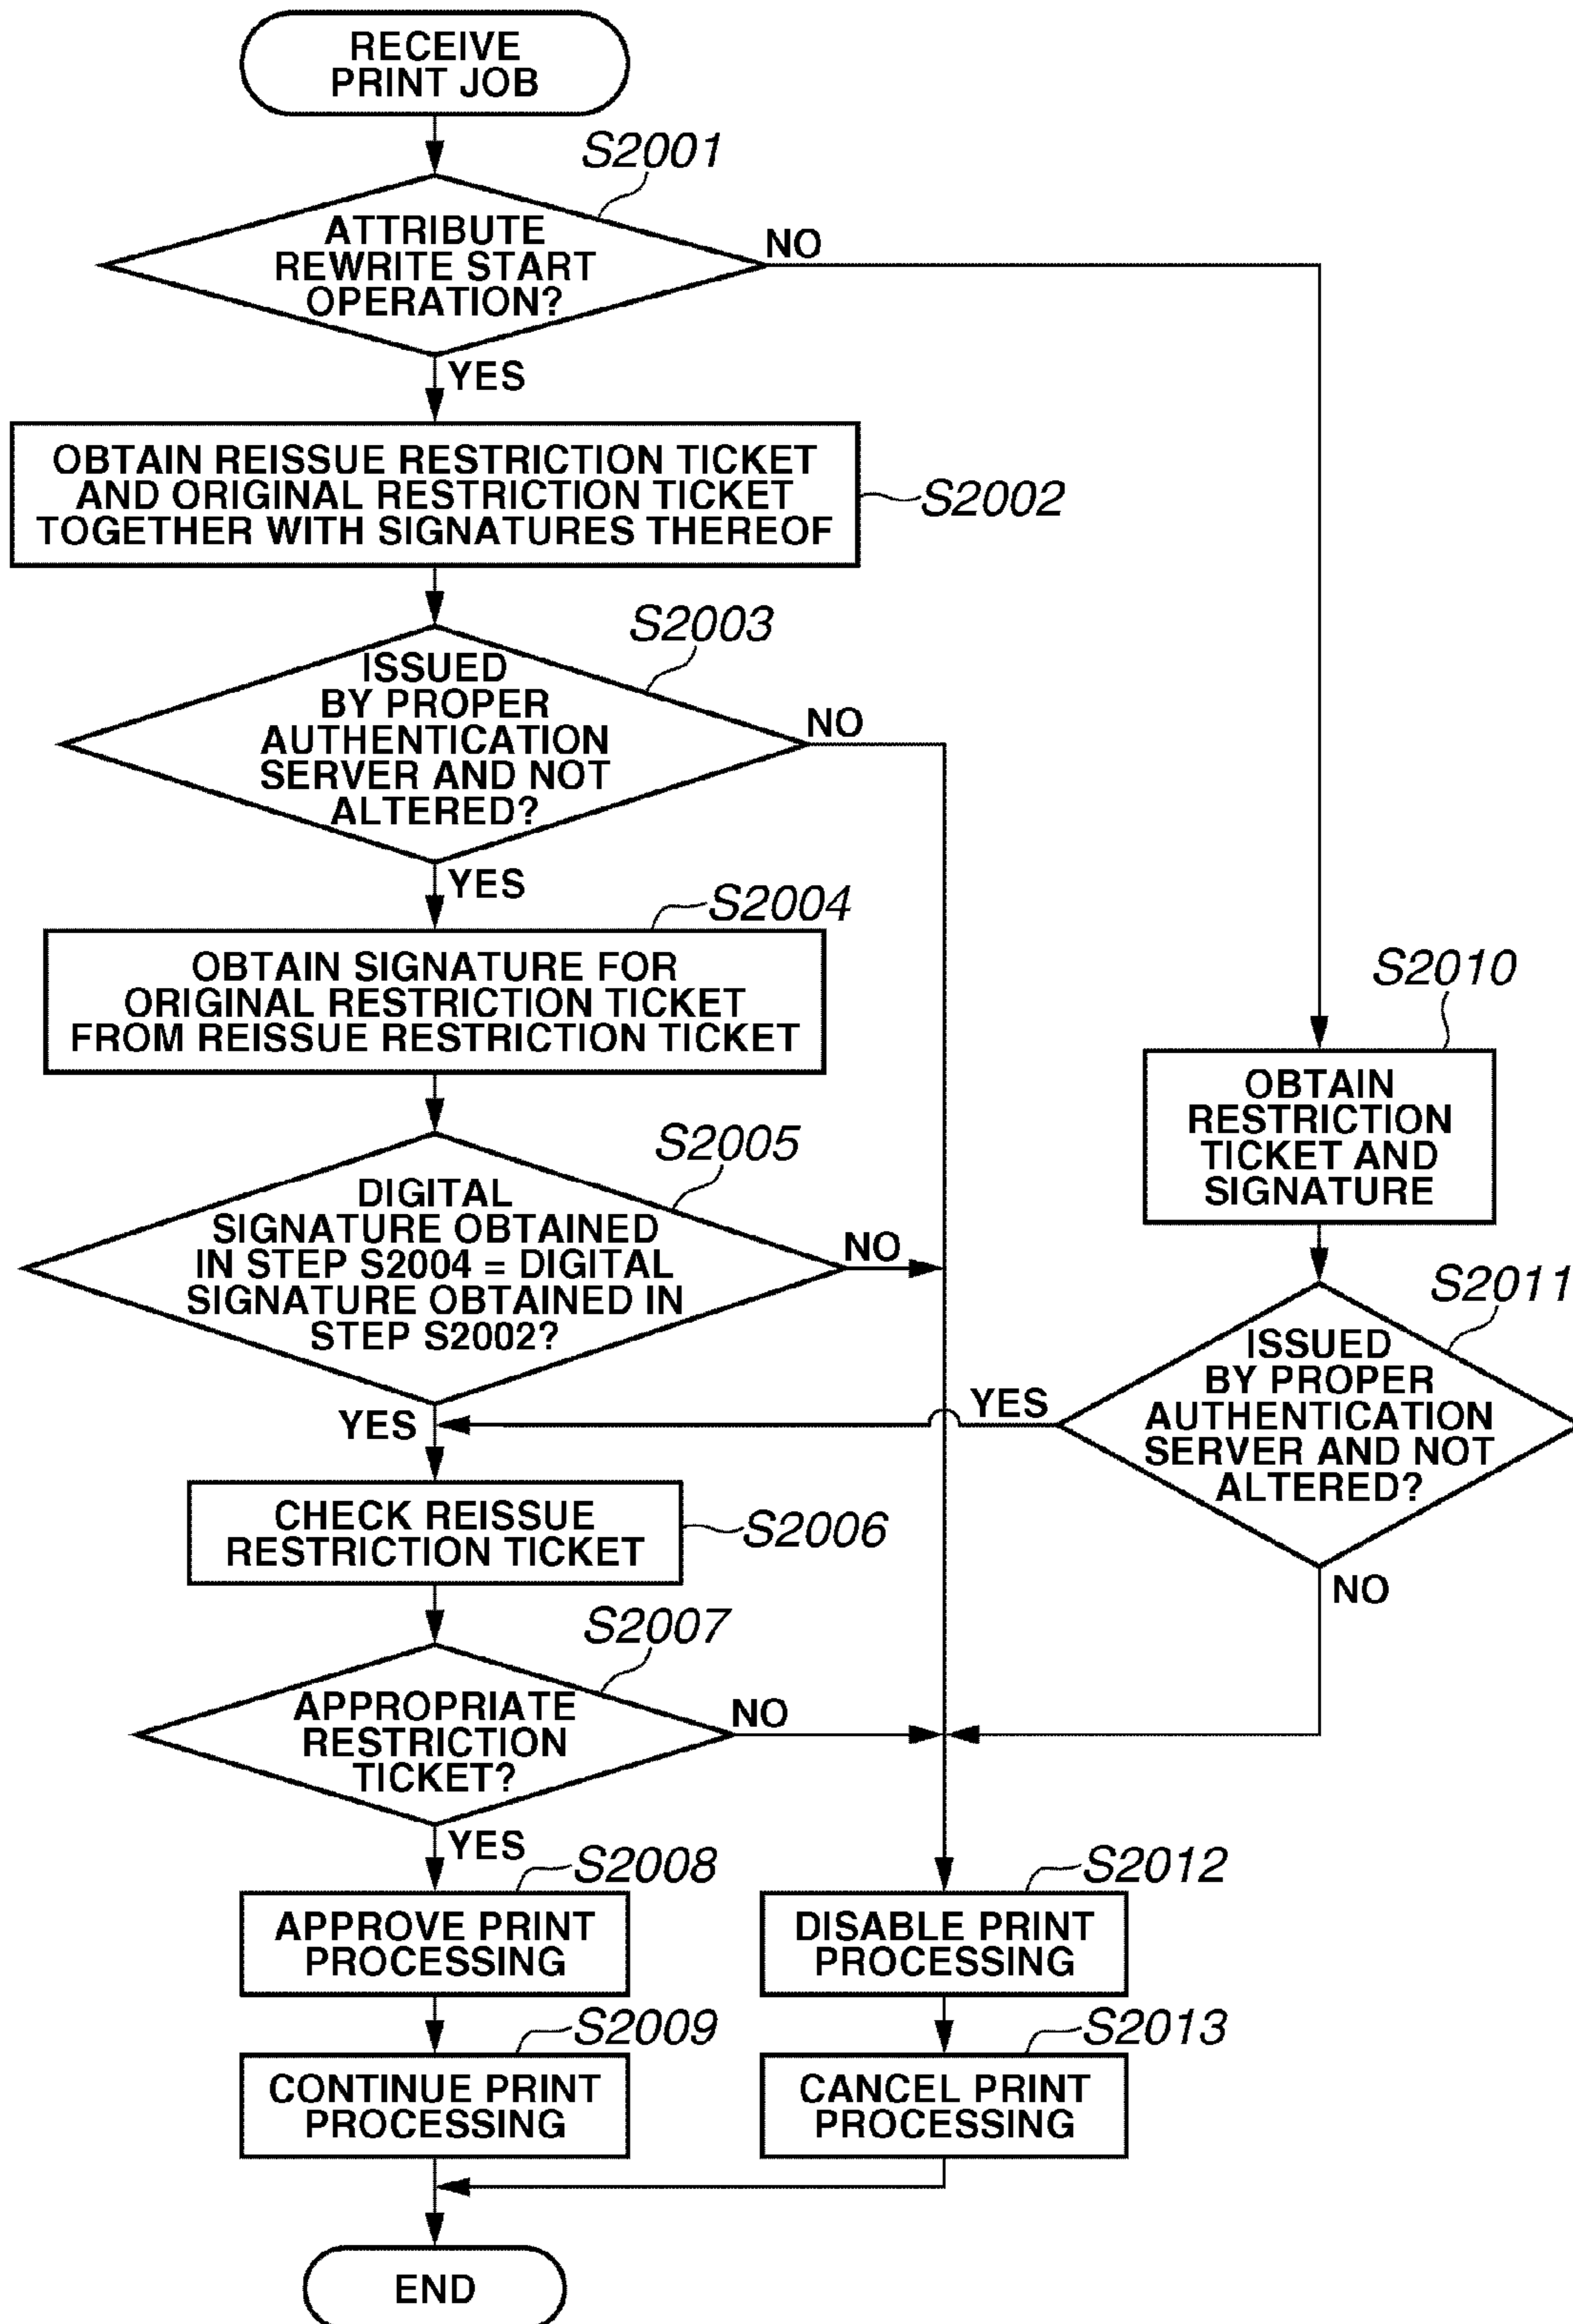 RECEIVE
PRINT JOB
S2001
ATTRIBUTE
REWRITE START
OPERATION?
NO
YES
OBTAIN REISSUE RESTRICTION TICKET
AND ORIGINAL RESTRICTION TICKET
TOGETHER WITH SIGNATURES THEREOF
S2002
S2003
ISSUED
BY PROPER
AUTHENTICATION
SERVER AND NOT
ALTERED?
NO
YES
S2004
OBTAIN SIGNATURE FOR
ORIGINAL RESTRICTION TICKET
FROM REISSUE RESTRICTION TICKET
S2010
OBTAIN
RESTRICTION
TICKET AND
SIGNATURE
S2005
DIGITAL
SIGNATURE OBTAINED
IN STEP S2004 = DIGITAL
SIGNATURE OBTAINED IN
STEP S2002?
NO
YES
S2011
ISSUED
BY PROPER
AUTHENTICATION
SERVER AND NOT
ALTERED?
YES
NO
CHECK REISSUE
RESTRICTION TICKET
S2006
S2007
APPROPRIATE
RESTRICTION
TICKET?
NO
YES
S2008
APPROVE PRINT
PROCESSING
S2012
DISABLE PRINT
PROCESSING
S2009
CONTINUE PRINT
PROCESSING
S2013
CANCEL PRINT
PROCESSING
END